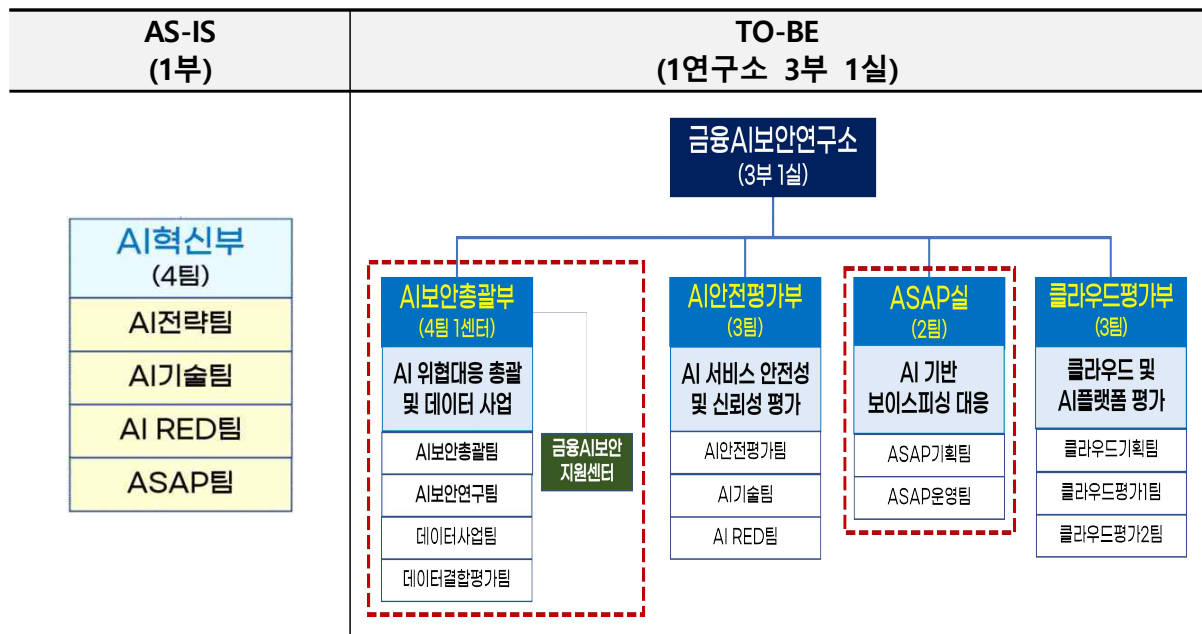 AS-IS
(1부)
TO-BE
(1연구소 3부 1실)
AI혁신부
(4팀)
AI전략팀
AI기술팀
AI RED팀
ASAP팀
금융AI보안연구소
(3부 1실)
AI보안총괄부
(4팀 1센터)
AI 위협대응 총괄
및 데이터 사업
AI보안총괄팀
AI보안연구팀
데이터사업팀
데이터결합평가팀
금융AI보안
지원센터
AI안전평가부
(3팀)
AI 서비스 안전성
및 신뢰성 평가
AI안전평가팀
AI기술팀
AI RED팀
ASAP실
(2팀)
AI 기반
보이스피싱 대응
ASAP기획팀
ASAP운영팀
클라우드평가부
(3팀)
클라우드 및
AI플랫폼 평가
클라우드기획팀
클라우드평가1팀
클라우드평가2팀